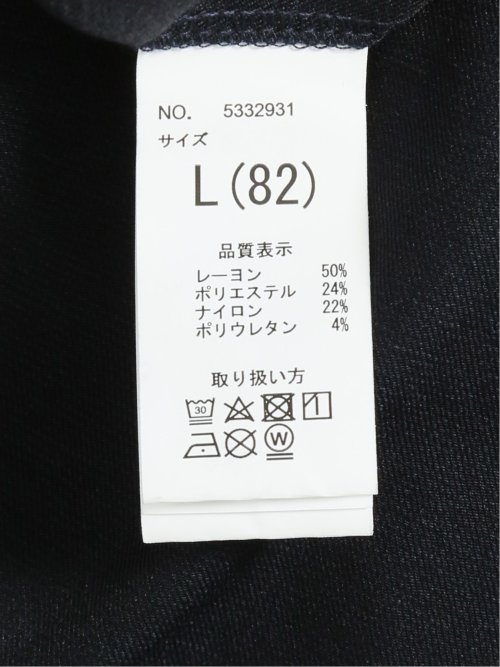 NO. 5332931
サイズ
L(82)
品質表示
レーヨン 50%
ポリエステル 24%
ナイロン 22%
ポリウレタン 4%
取り扱い方
30
W